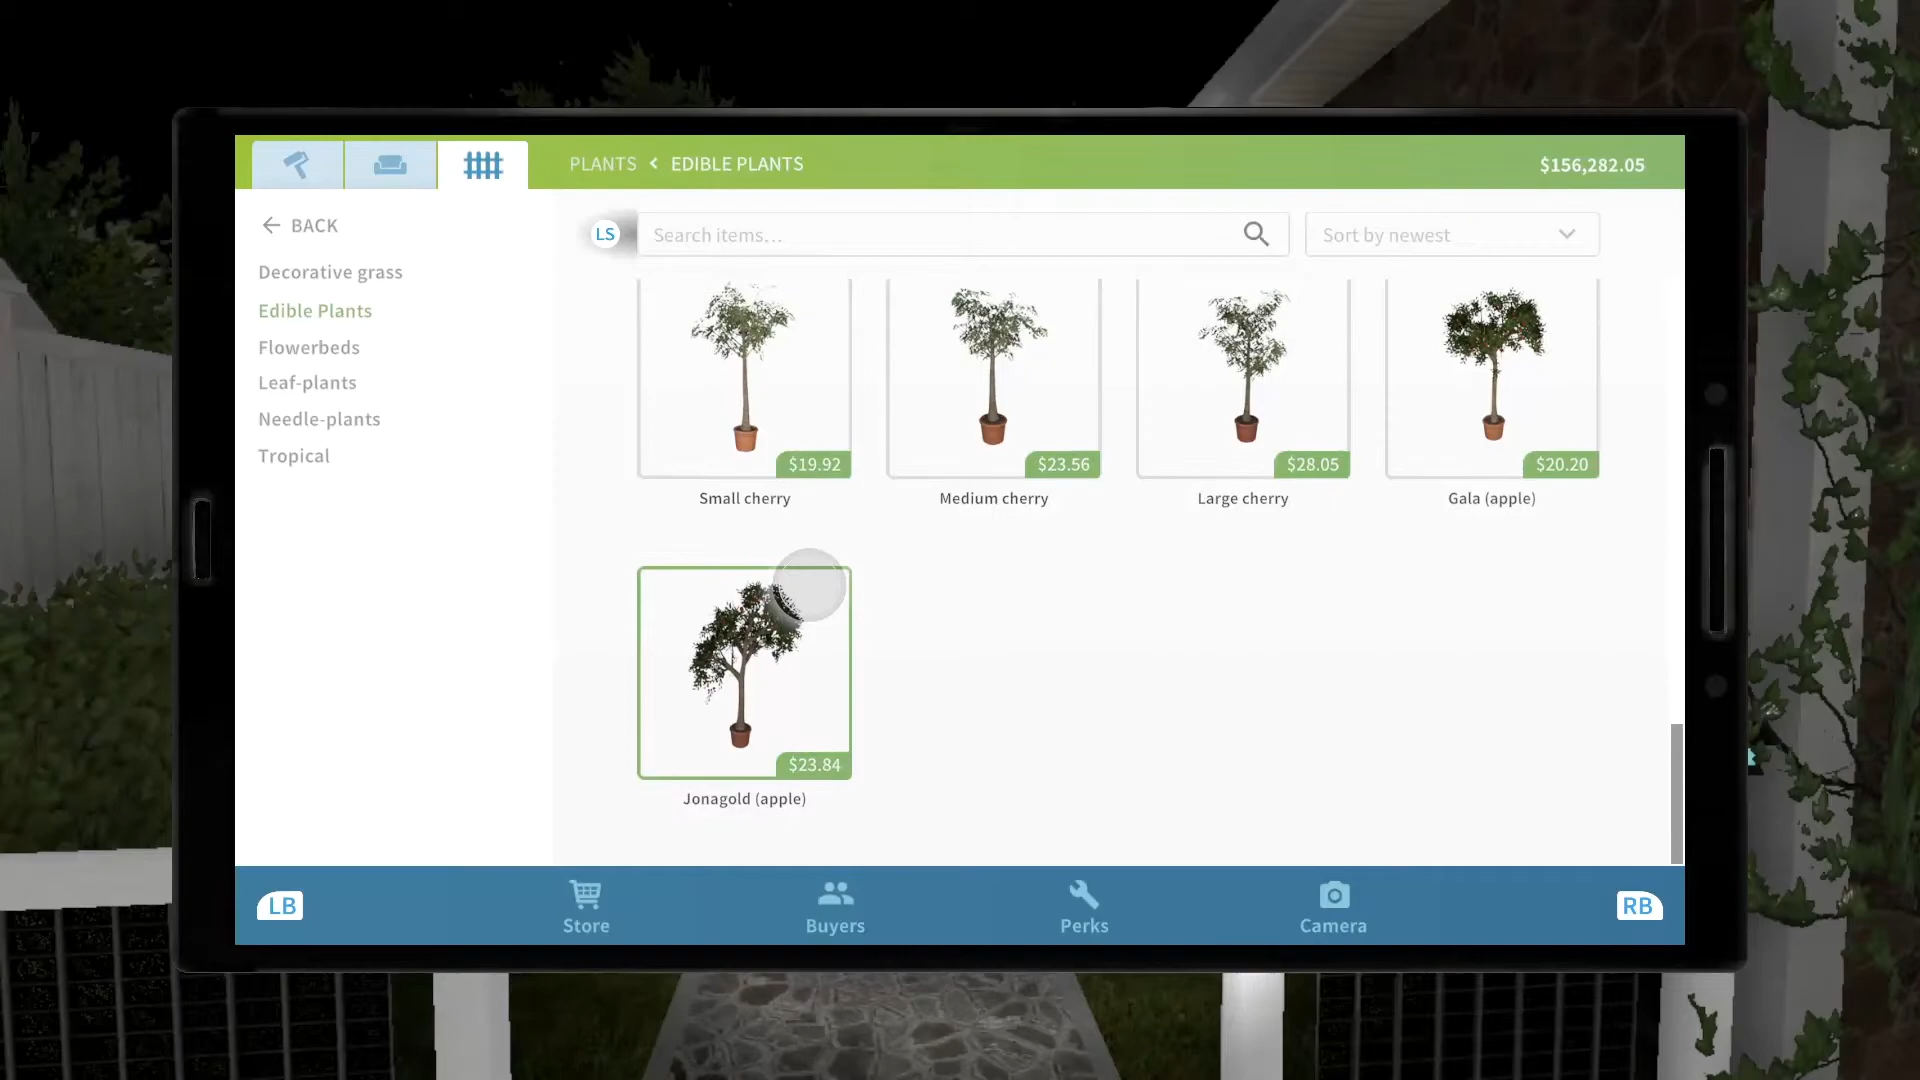 PLANTS < EDIBLE PLANTS
$156,282.05
BACK
Decorative grass
Edible Plants
Flowerbeds
Leaf-plants
Needle-plants
Tropical
LS
Search items...
Sort by newest
$19.92
$23.56
$28.05
$20.20
Small cherry
Medium cherry
Large cherry
Gala (apple)
$23.84
Jonagold (apple)
LB
Store
Buyers
Perks
Camera
RB